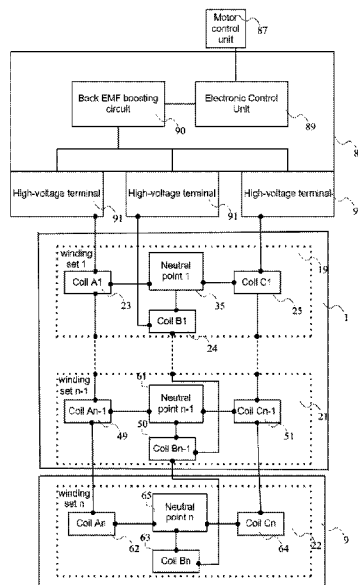 Motor
control
unit
87
Back EMF boosting
circuit
90
Electronic Control
Unit
89
8
High-voltage terminal
91
High-voltage terminal
91
High-voltage terminal
9
winding
set 1
19
Coil A1
23
Neutral
point 1
35
Coil C1
25
Coil B1
24
1
winding
set n-1
61
21
Coil An-1
49
Neutral
point n-1
Coil Cn-1
51
50
Coil Bn-1
winding
set n
65
9
Coil An
62
Neutral
point n
Coil Cn
64
22
63
Coil Bn